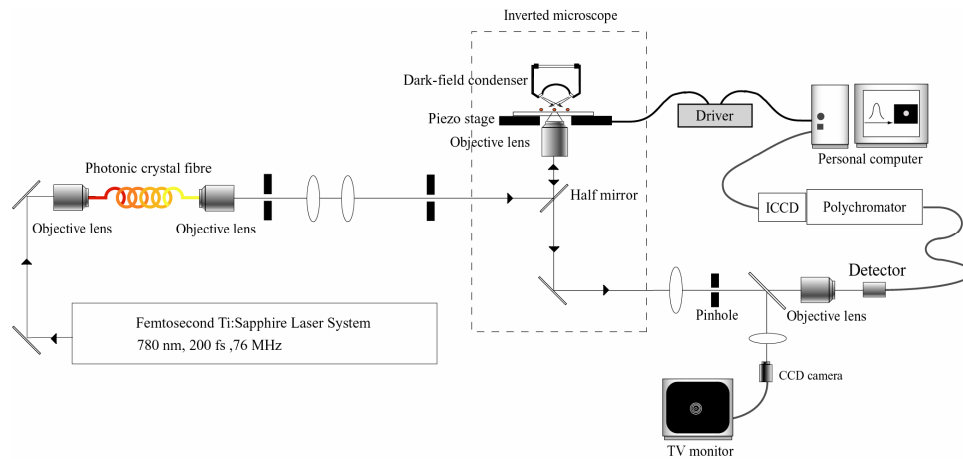 Inverted microscope
Dark-field condenser
Piezo stage
Objective lens
Driver
Personal computer
Photonic crystal fibre
Objective lens
Objective lens
Half mirror
ICCD
Polychromator
Detector
Objective lens
Pinhole
Femtosecond Ti:Sapphire Laser System
780 nm, 200 fs ,76 MHz
CCD camera
TV monitor